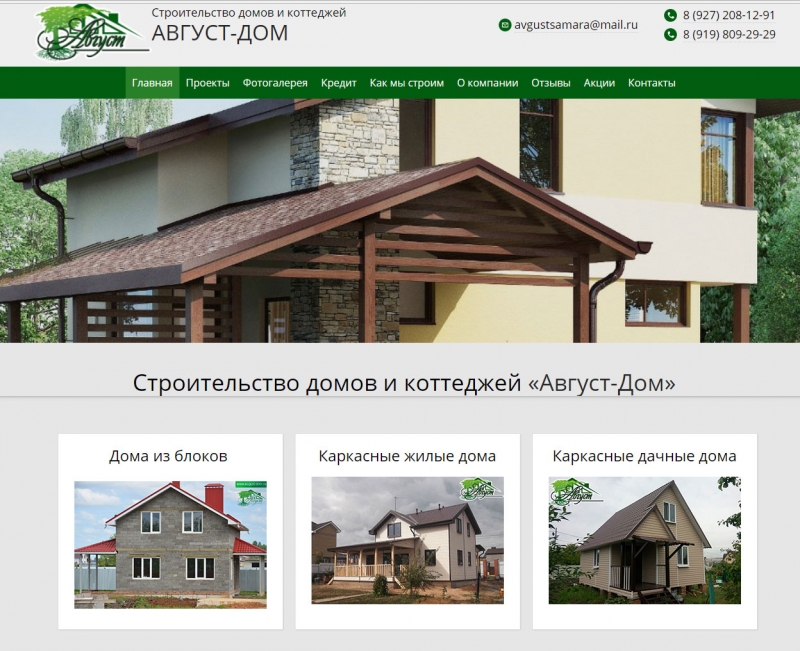 Август
Строительство домов и коттеджей
АВГУСТ-ДОМ
avgustsamara@mail.ru
8 (927) 208-12-91
8 (919) 809-29-29
Главная Проекты Фотогалерея Кредит Как мы строим О компании Отзывы Акции Контакты
Строительство домов и коттеджей «Август-Дом»
Дома из блоков
Каркасные жилые дома
Каркасные дачные дома
Август
Август